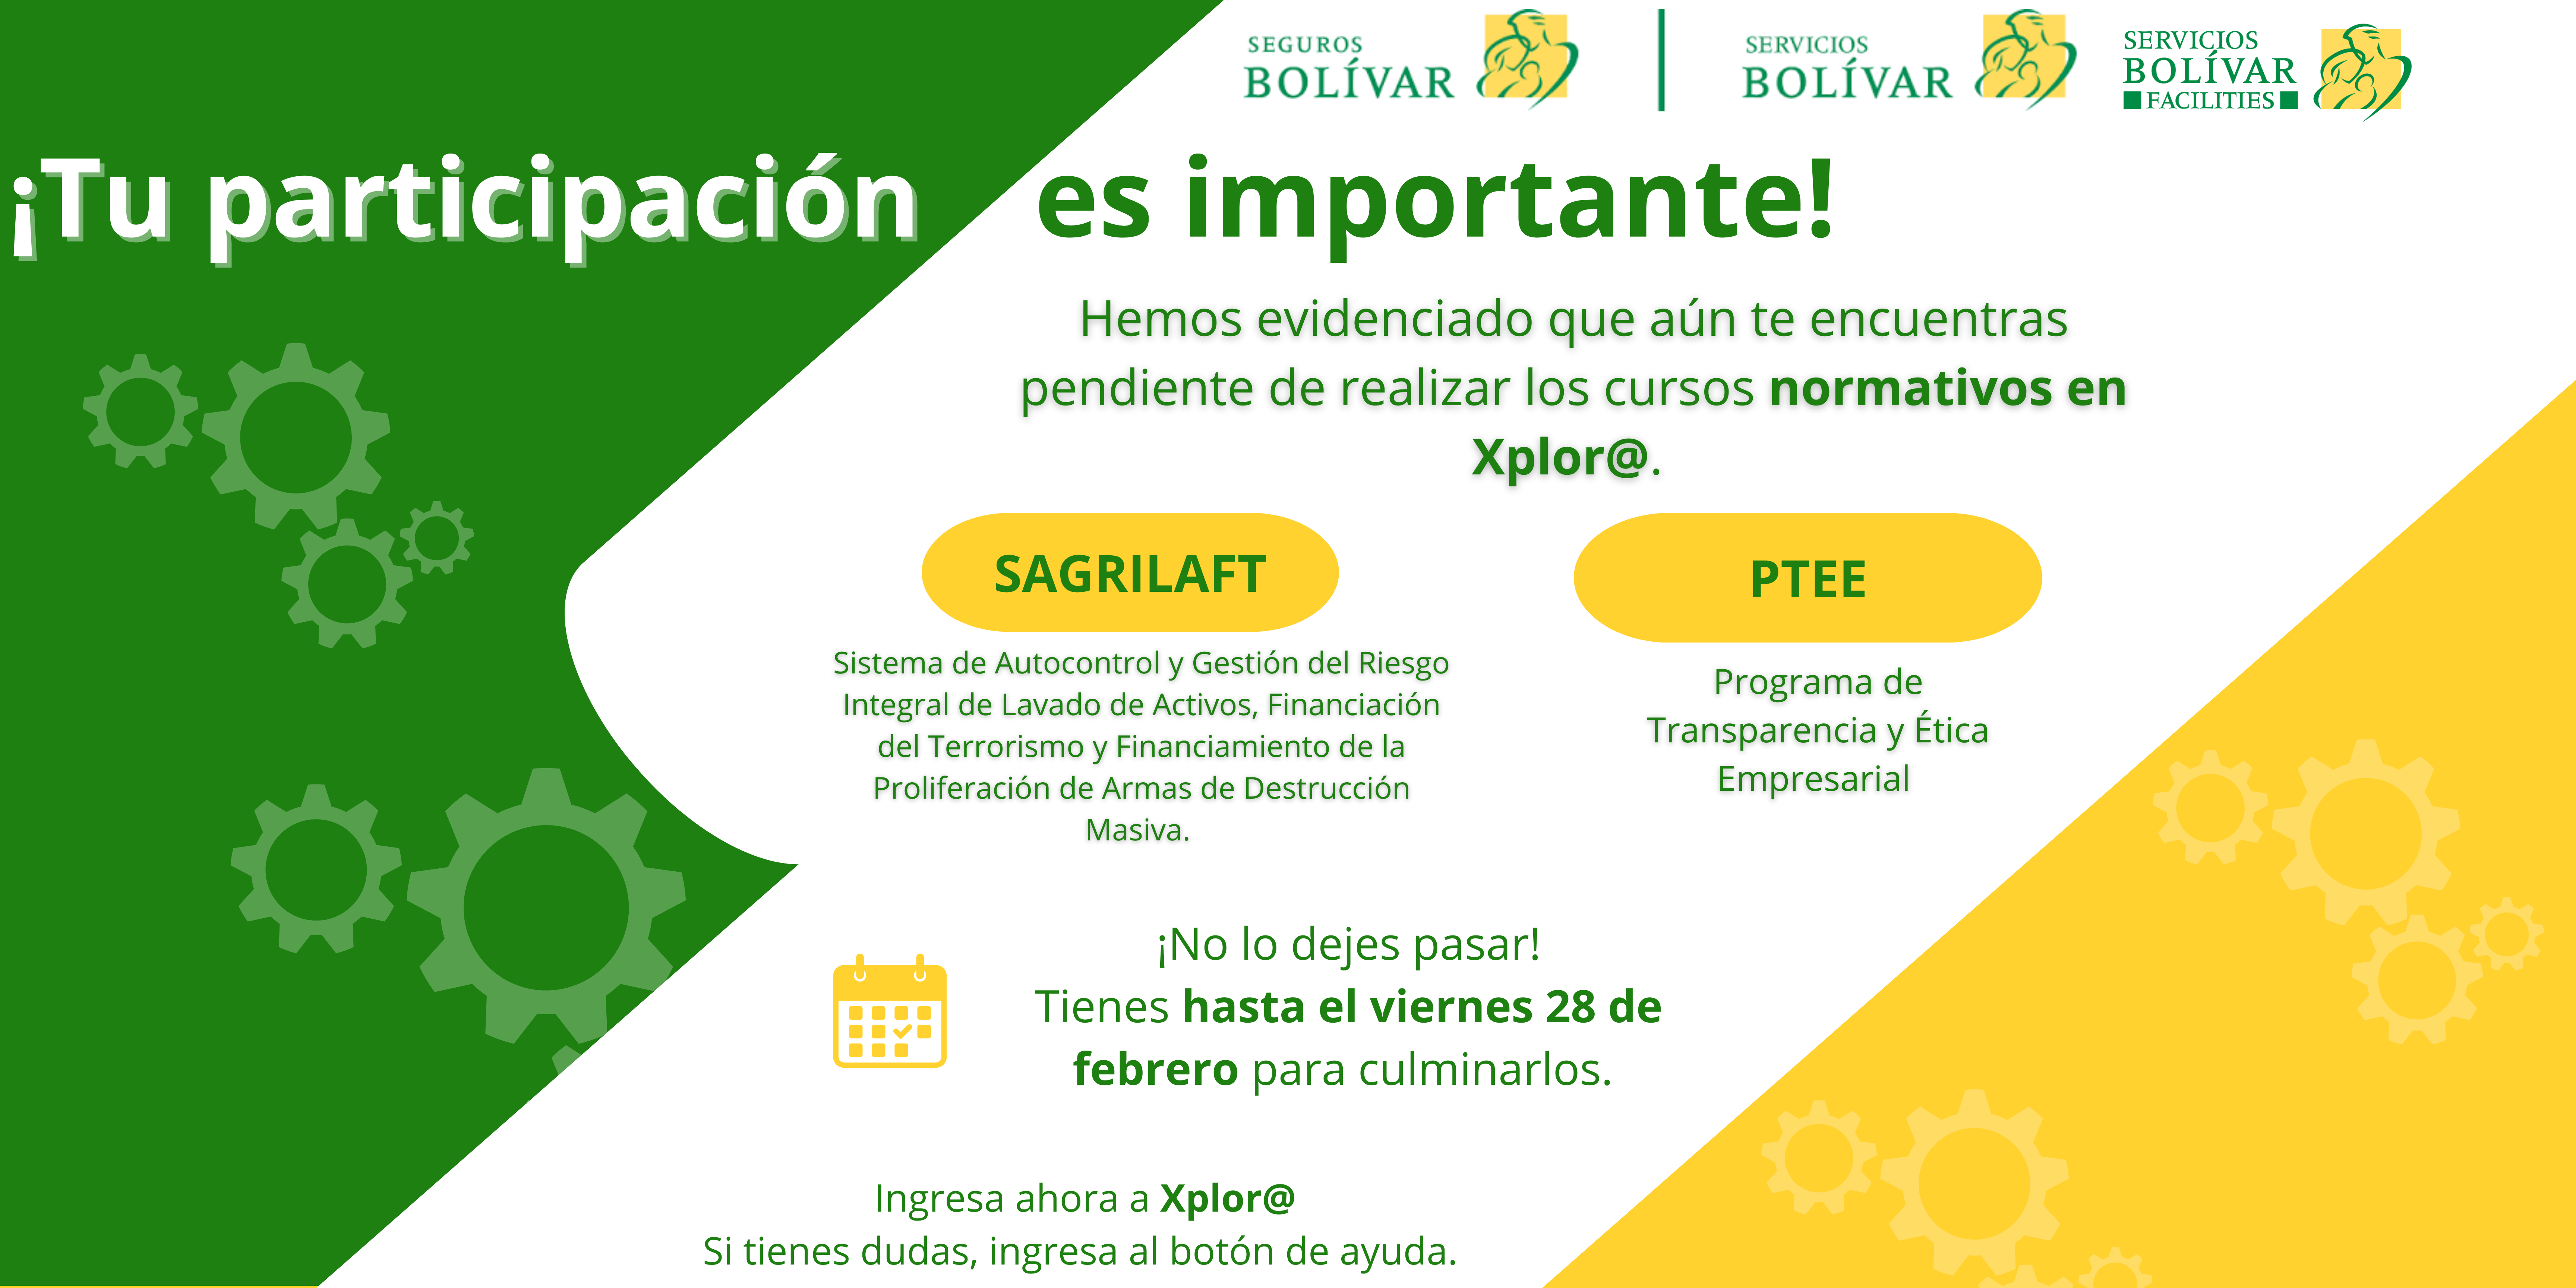 SEGUROS
BOLÍVAR
SERVICIOS
BOLÍVAR
SERVICIOS
BOLÍVAR
FACILITIES
¡Tu participación es importante!
Hemos evidenciado que aún te encuentras
pendiente de realizar los cursos normativos en
Xplor@.
SAGRILAFT
Sistema de Autocontrol y Gestión del Riesgo
Integral de Lavado de Activos, Financiación
del Terrorismo y Financiamiento de la
Proliferación de Armas de Destrucción
Masiva.
PTEE
Programa de
Transparencia y Ética
Empresarial
¡No lo dejes pasar!
Tienes hasta el viernes 28 de
febrero para culminarlos.
Ingresa ahora a Xplor@
Si tienes dudas, ingresa al botón de ayuda.